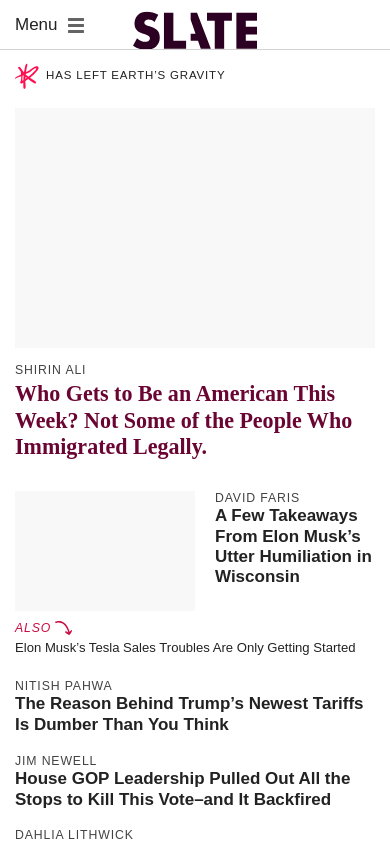 Menu
SLATE
HAS LEFT EARTH’S GRAVITY
SHIRIN ALI
Who Gets to Be an American This
Week? Not Some of the People Who
Immigrated Legally.
DAVID FARIS
A Few Takeaways
From Elon Musk’s
Utter Humiliation in
Wisconsin
ALSO
Elon Musk’s Tesla Sales Troubles Are Only Getting Started
NITISH PAHWA
The Reason Behind Trump’s Newest Tariffs
Is Dumber Than You Think
JIM NEWELL
House GOP Leadership Pulled Out All the
Stops to Kill This Vote–and It Backfired
DAHLIA LITHWICK